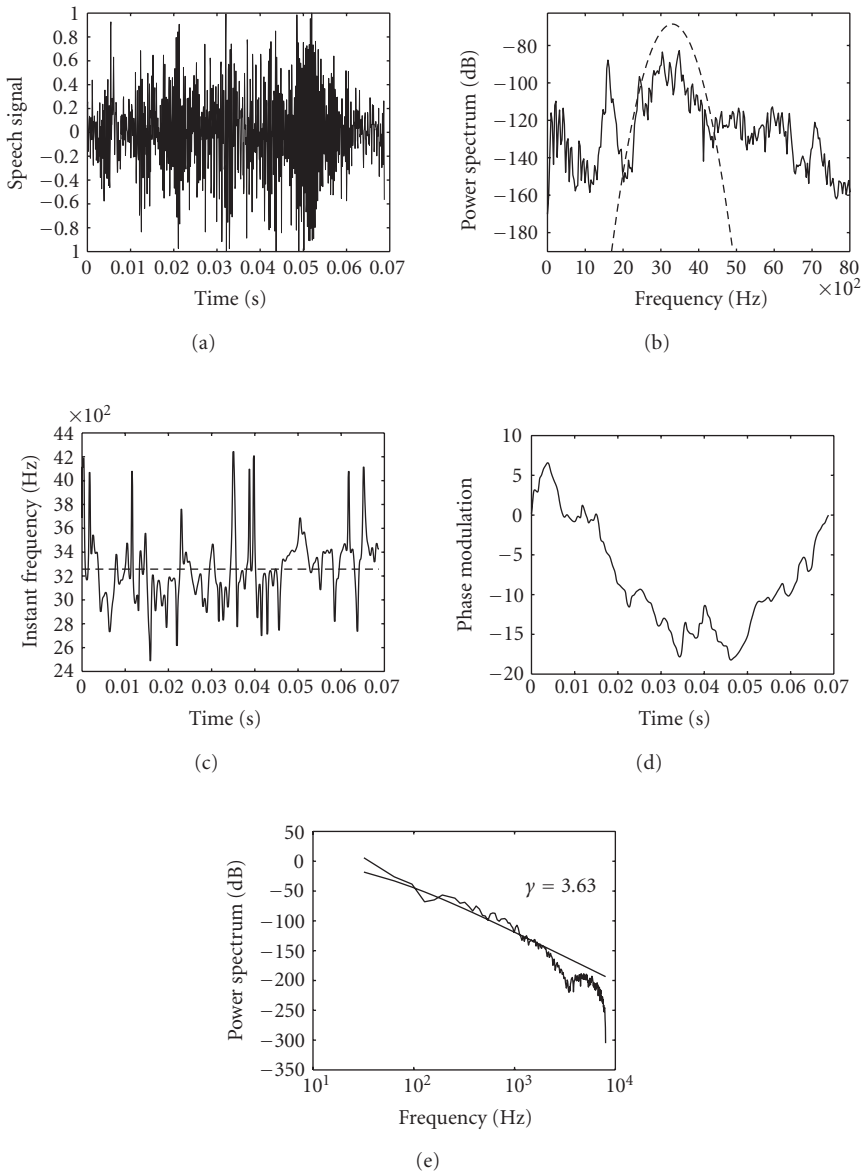 1
0.8
0.6
0.4
0.2
0
−0.2
−0.4
−0.6
−0.8
1
Speech signal
0 0.01 0.02 0.03 0.04 0.05 0.06 0.07
Time (s)
(a)
−80
−100
−120
−140
−160
−180
Power spectrum (dB)
0 10 20 30 40 50 60 70 80
×10²
Frequency (Hz)
(b)
×10²
44
42
40
38
36
34
32
30
28
26
24
Instant frequency (Hz)
0 0.01 0.02 0.03 0.04 0.05 0.06 0.07
Time (s)
(c)
10
5
0
−5
−10
−15
−20
Phase modulation
0 0.01 0.02 0.03 0.04 0.05 0.06 0.07
Time (s)
(d)
50
0
−50
−100
−150
−200
−250
−300
−350
Power spectrum (dB)
γ = 3.63
10¹ 10² 10³ 10⁴
Frequency (Hz)
(e)